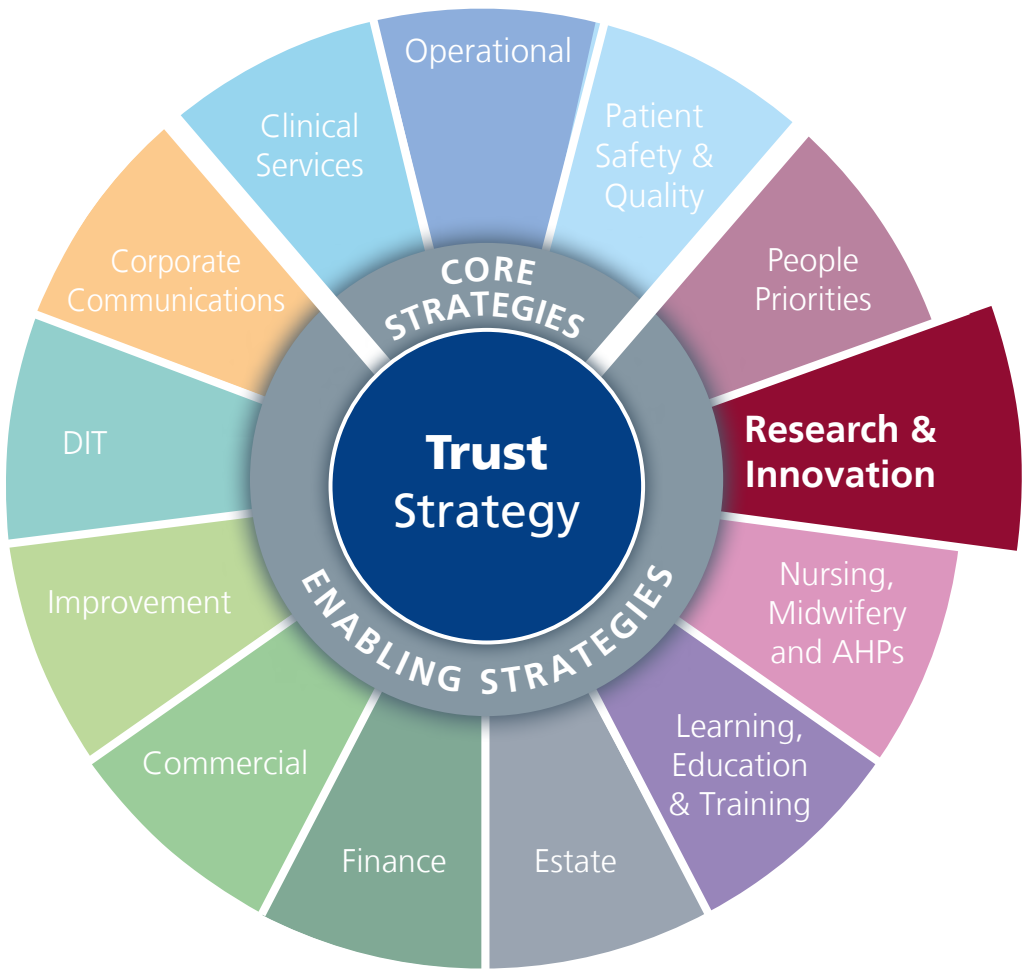 Operational
Patient
Safety &
Quality
People
Priorities
Research &
Innovation
Nursing,
Midwifery
and AHPs
Learning,
Education
& Training
Estate
Finance
Commercial
Improvement
DIT
Corporate
Communications
Clinical
Services
CORE
STRATEGIES
Trust
Strategy
ENABLING STRATEGIES